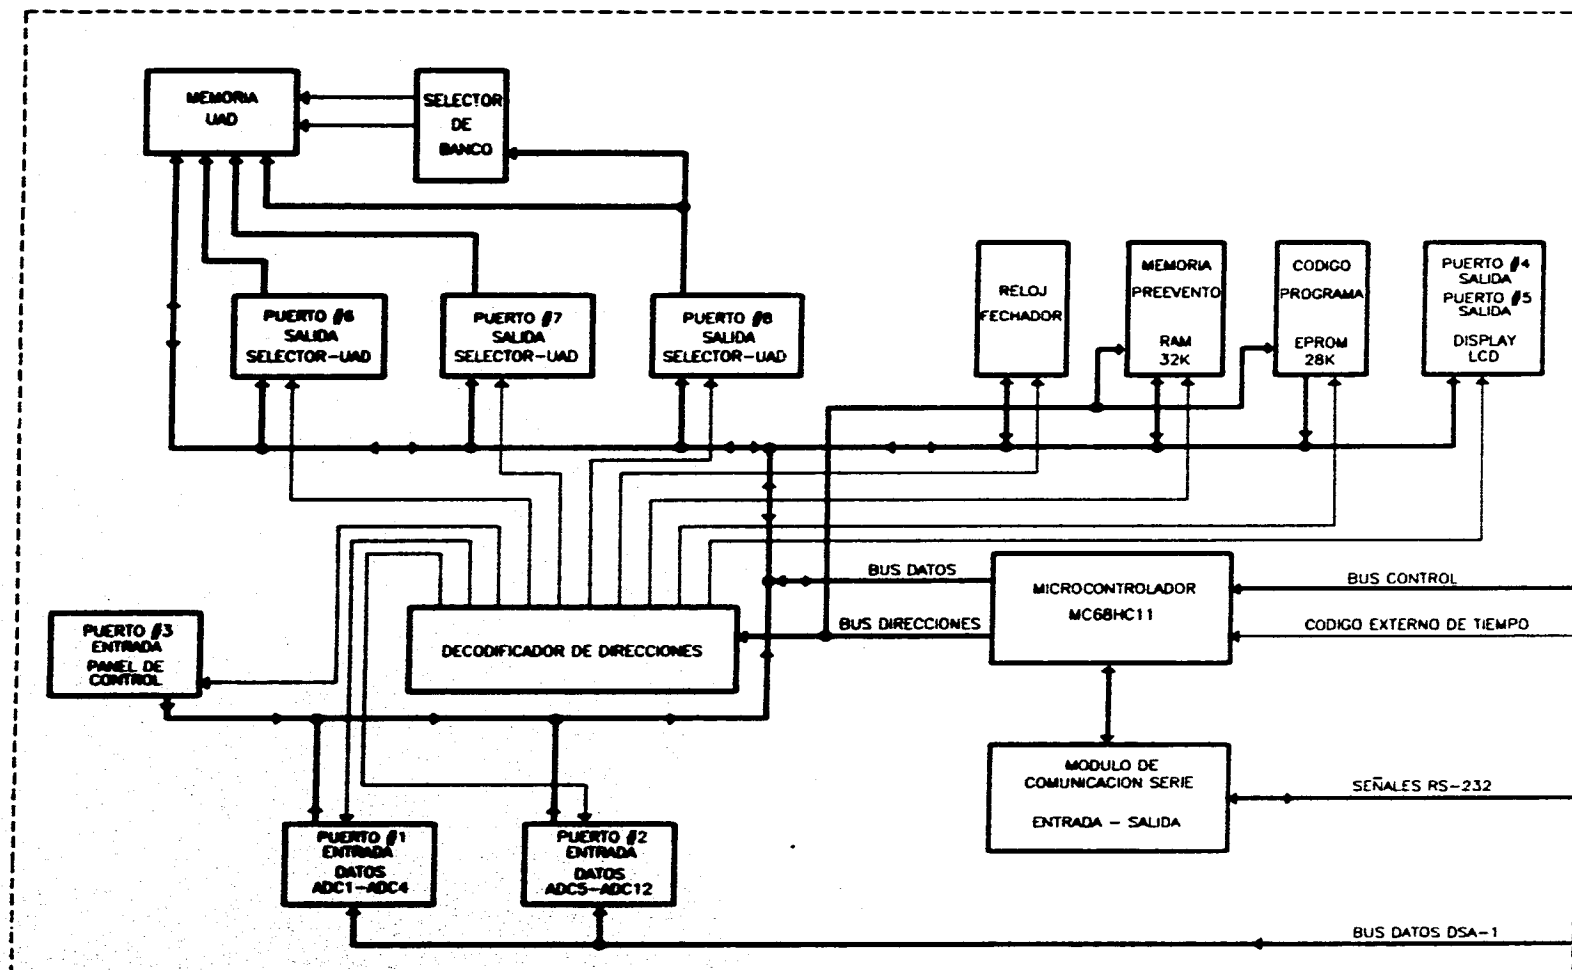 MEMORIA
UAD
SELECTOR
DE
BANCO
PUERTO #6
SALIDA
SELECTOR-UAD
PUERTO #7
SALIDA
SELECTOR-UAD
PUERTO #8
SALIDA
SELECTOR-UAD
RELOJ
FECHADOR
MEMORIA
PREEVENTO
RAM
32K
CODIGO
PROGRAMA
EPROM
28K
PUERTO #4
SALIDA
PUERTO #5
SALIDA
DISPLAY
LCD
BUS DATOS
BUS DIRECCIONES
MICROCONTROLADOR
MC68HC11
BUS CONTROL
CODIGO EXTERNO DE TIEMPO
PUERTO #3
ENTRADA
PANEL DE
CONTROL
DECODIFICADOR DE DIRECCIONES
MODULO DE
COMUNICACION SERIE
ENTRADA - SALIDA
SEÑALES RS-232
PUERTO #1
ENTRADA
DATOS
ADC1-ADC4
PUERTO #2
ENTRADA
DATOS
ADC5-ADC12
BUS DATOS DSA-1